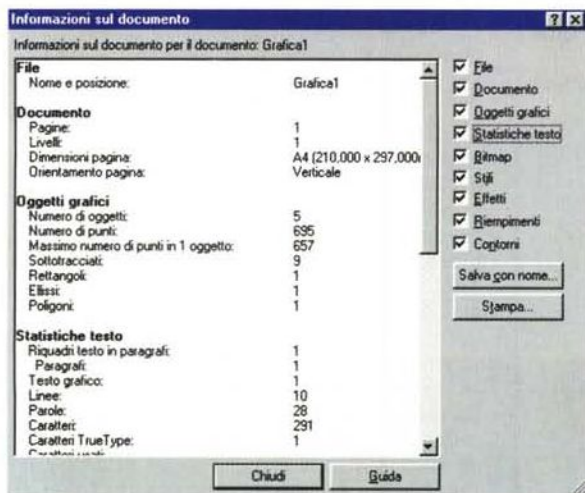 Informazioni sul documento
Informazioni sul documento per il documento: Grafica1
File
Nome e posizione: Grafica1
Documento
Pagine: 1
Livelli: 1
Dimensioni pagina: A4 (210,000 x 297,000
Orientamento pagina: Verticale
Oggetti grafici
Numero di oggetti: 5
Numero di punti: 695
Massimo numero di punti in 1 oggetto: 657
Sottotracciati: 9
Rettangoli: 1
Ellissi: 1
Poligoni: 1
Statistiche testo
Riquadri testo in paragrafi: 1
Paragrafi: 1
Testo grafico: 1
Linee: 10
Parole: 28
Caratteri: 291
Caratteri TrueType: 1
File
Documento
Oggetti grafici
Statistiche testo
Bitmap
Stili
Effetti
Riempimenti
Contorni
Salva con nome...
Stampa...
Chiudi
Guida